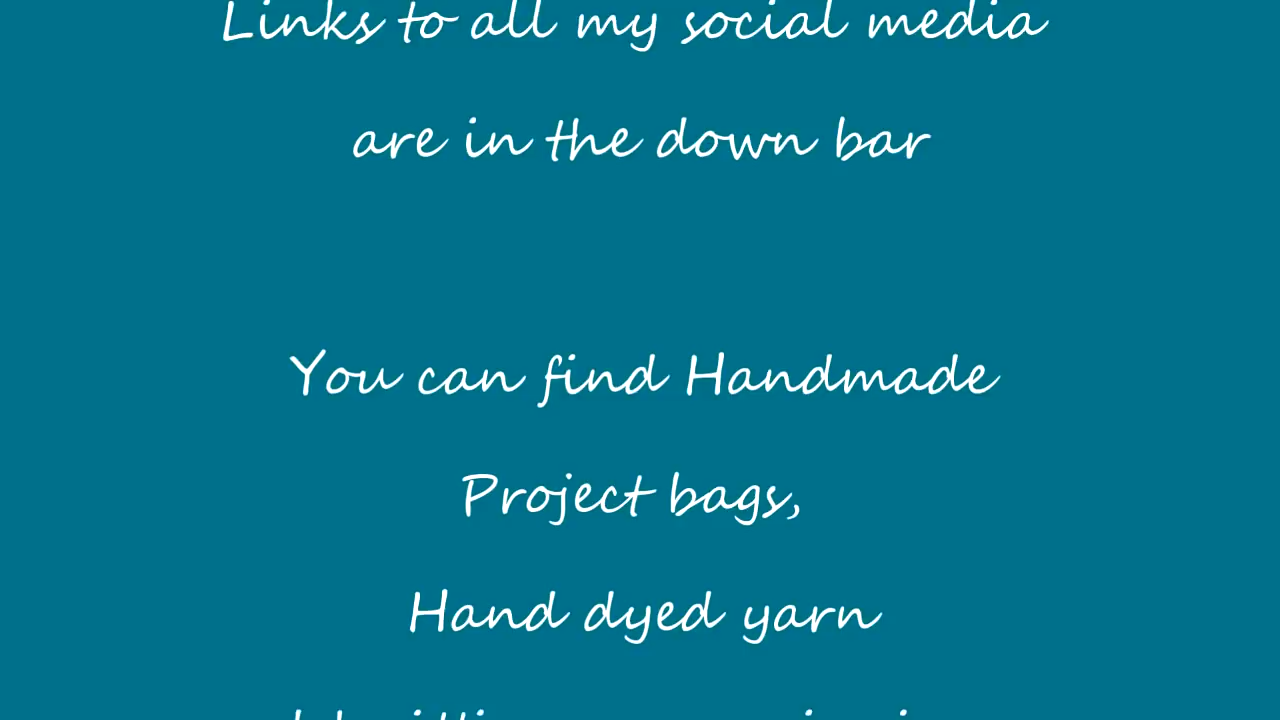 Links to all my social media
are in the down bar
You can find Handmade
Project bags,
Hand dyed yarn